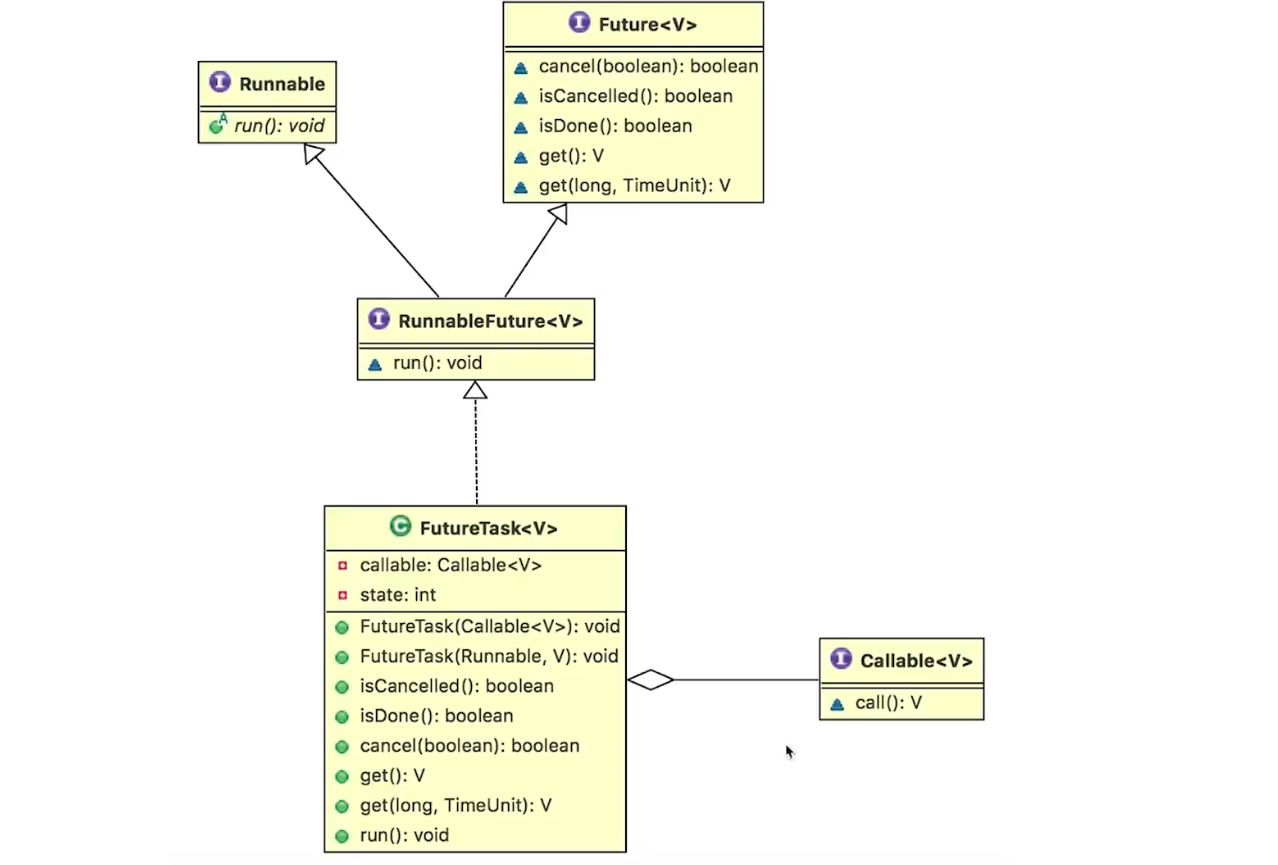 Future<V>
cancel(boolean): boolean
isCancelled(): boolean
isDone(): boolean
get(): V
get(long, TimeUnit): V
Runnable
run(): void
RunnableFuture<V>
run(): void
FutureTask<V>
callable: Callable<V>
state: int
FutureTask(Callable<V>): void
FutureTask(Runnable, V): void
isCancelled(): boolean
isDone(): boolean
cancel(boolean): boolean
get(): V
get(long, TimeUnit): V
run(): void
Callable<V>
call(): V